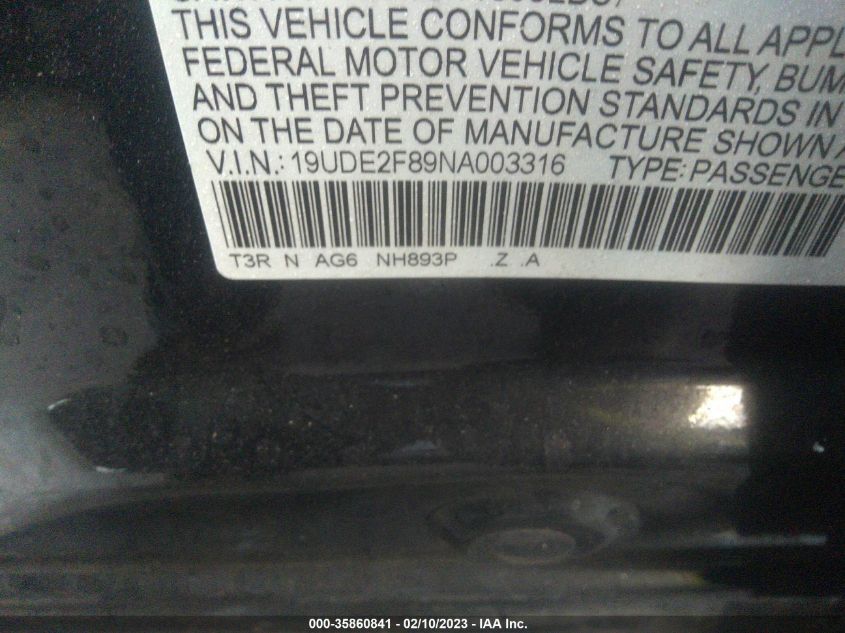 THIS VEHICLE CONFORMS TO ALL APPL
FEDERAL MOTOR VEHICLE SAFETY, BUM
AND THEFT PREVENTION STANDARDS IN
ON THE DATE OF MANUFACTURE SHOWN A
V.I.N.: 19UDE2F89NA003316 TYPE: PASSENGE
T3R N AG6 NH893P .Z .A
000-35860841 - 02/10/2023 - IAA Inc.